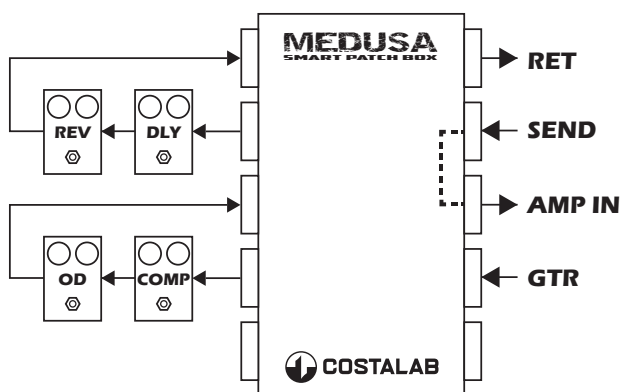 MEDUSA
SMART PATCH BOX
RET
REV
DLY
SEND
AMP IN
OD
COMP
GTR
COSTALAB